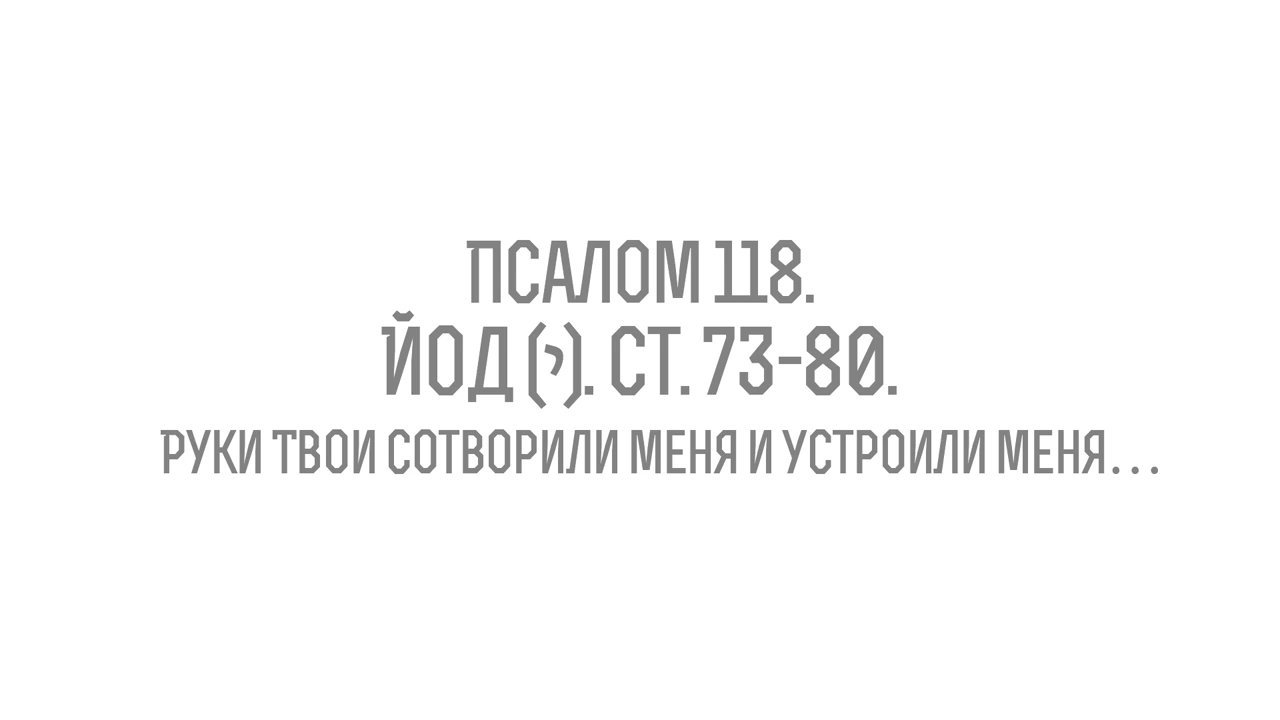 ПСАЛОМ 118.
ЙОД (י). СТ. 73-80.
РУКИ ТВОИ СОТВОРИЛИ МЕНЯ И УСТРОИЛИ МЕНЯ...